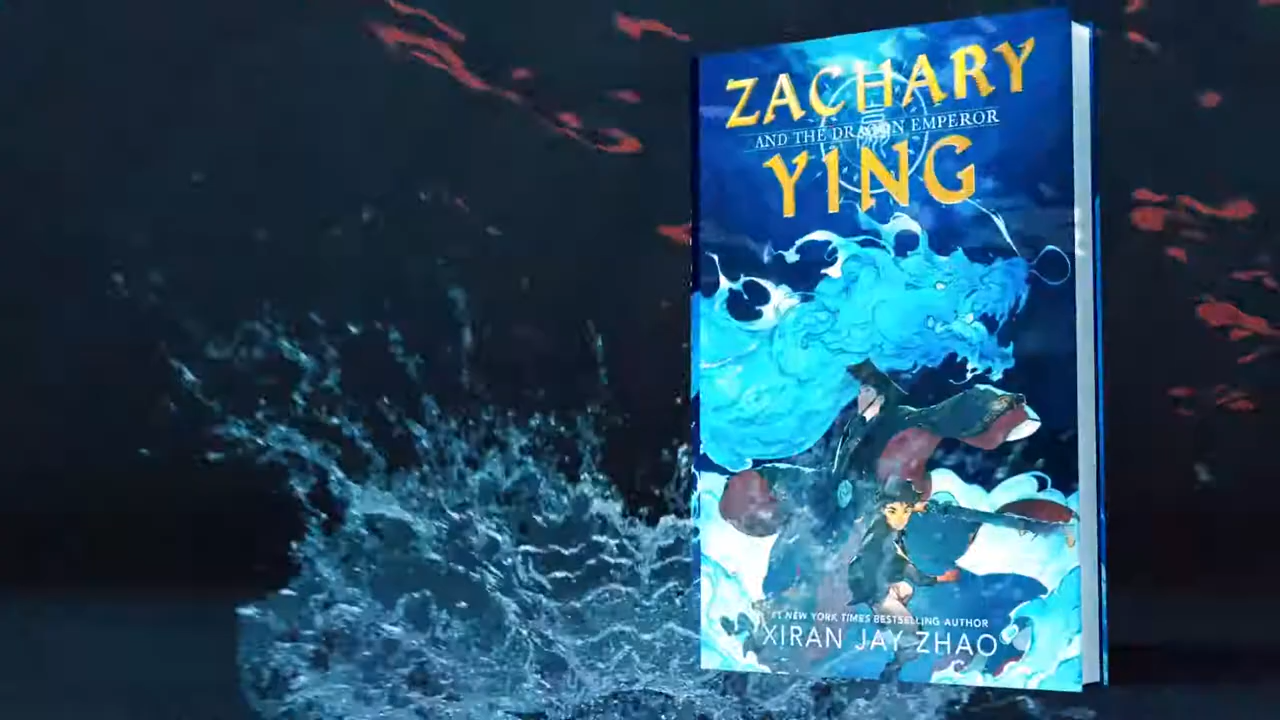 ZACHARY
AND THE DRAGON EMPEROR
YING
#1 NEW YORK TIMES BESTSELLING AUTHOR
XIRAN JAY ZHAO